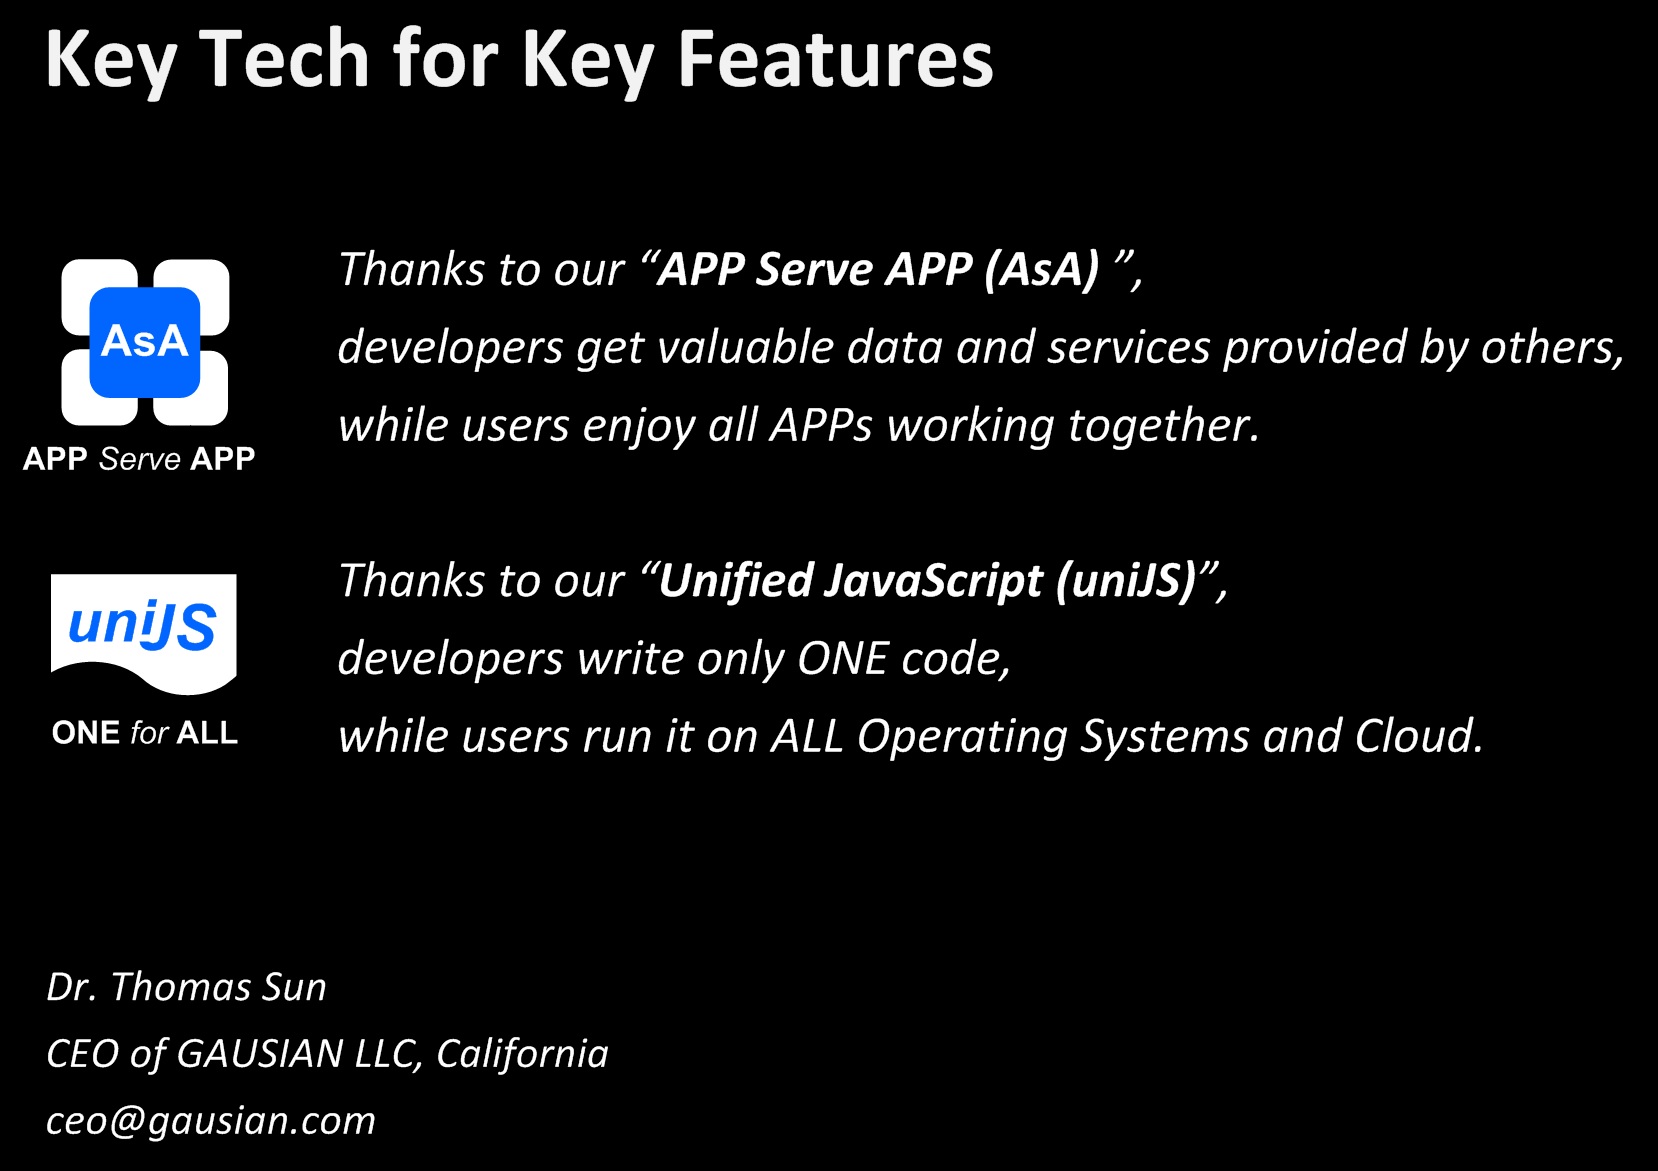 Key Tech for Key Features
AsA
APP Serve APP
Thanks to our “APP Serve APP (AsA) ”,
developers get valuable data and services provided by others,
while users enjoy all APPs working together.
uniJS
ONE for ALL
Thanks to our “Unified JavaScript (uniJS)”,
developers write only ONE code,
while users run it on ALL Operating Systems and Cloud.
Dr. Thomas Sun
CEO of GAUSIAN LLC, California
ceo@gausian.com